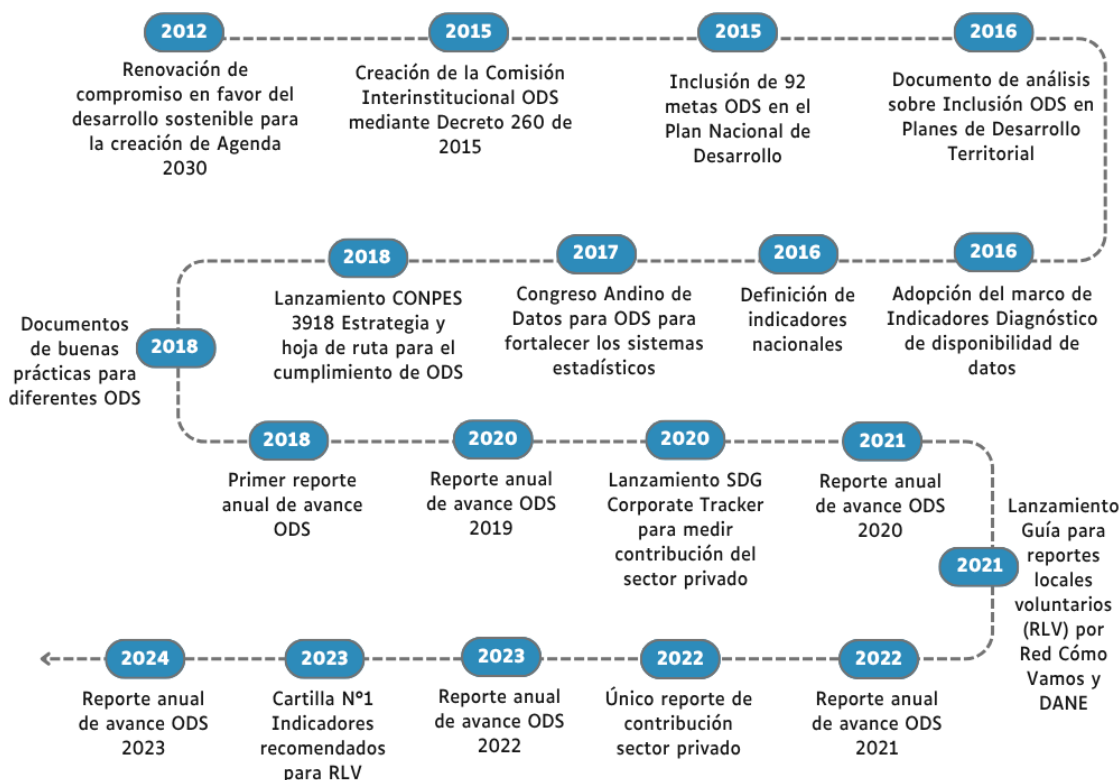 2012
Renovación de
compromiso en favor del
desarrollo sostenible para
la creación de Agenda
2030
2015
Creación de la Comisión
Interinstitucional ODS
mediante Decreto 260 de
2015
2015
Inclusión de 92
metas ODS en el
Plan Nacional de
Desarrollo
2016
Documento de análisis
sobre Inclusión ODS en
Planes de Desarrollo
Territorial
2016
Adopción del marco de
Indicadores Diagnóstico
de disponibilidad de
datos
2016
Definición de
indicadores
nacionales
2017
Congreso Andino de
Datos para ODS para
fortalecer los sistemas
estadísticos
2018
Lanzamiento CONPES
3918 Estrategia y
hoja de ruta para el
cumplimiento de ODS
2018
Documentos
de buenas
prácticas para
diferentes ODS
2018
Primer reporte
anual de avance
ODS
2020
Reporte anual
de avance ODS
2019
2020
Lanzamiento SDG
Corporate Tracker
para medir
contribución del
sector privado
2021
Reporte anual
de avance ODS
2020
2021
Lanzamiento
Guía para
reportes
locales
voluntarios
(RLV) por
Red Cómo
Vamos y
DANE
2022
Reporte anual
de avance ODS
2021
2022
Único reporte de
contribución
sector privado
2023
Reporte anual
de avance ODS
2022
2023
Cartilla N°1
Indicadores
recomendados
para RLV
2024
Reporte anual
de avance ODS
2023